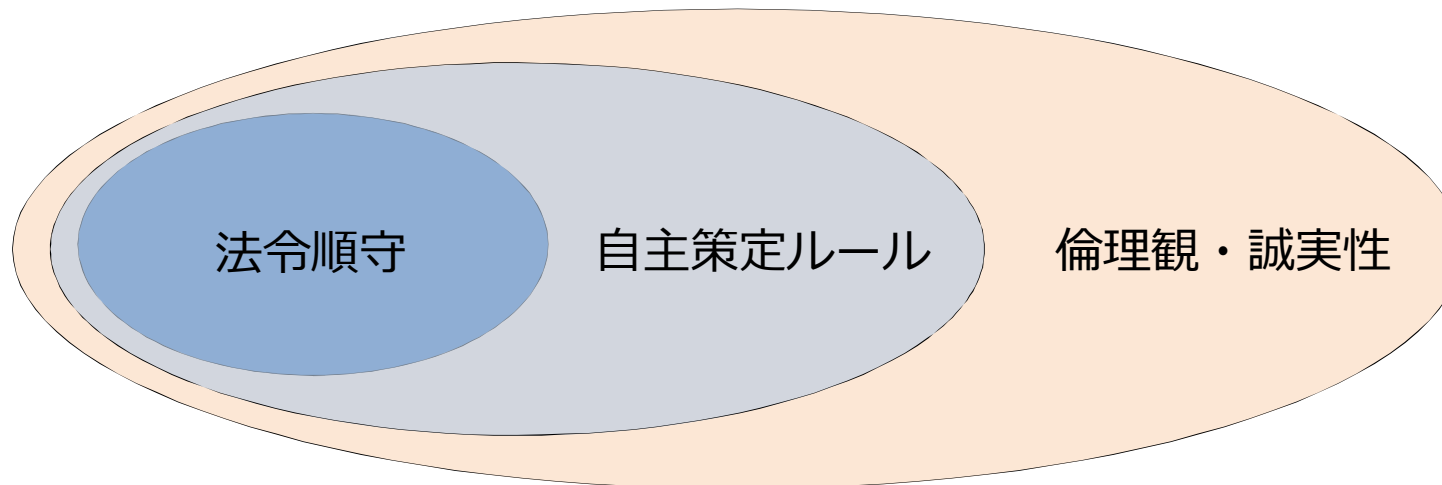 法令順守
自主策定ルール
倫理観・誠実性